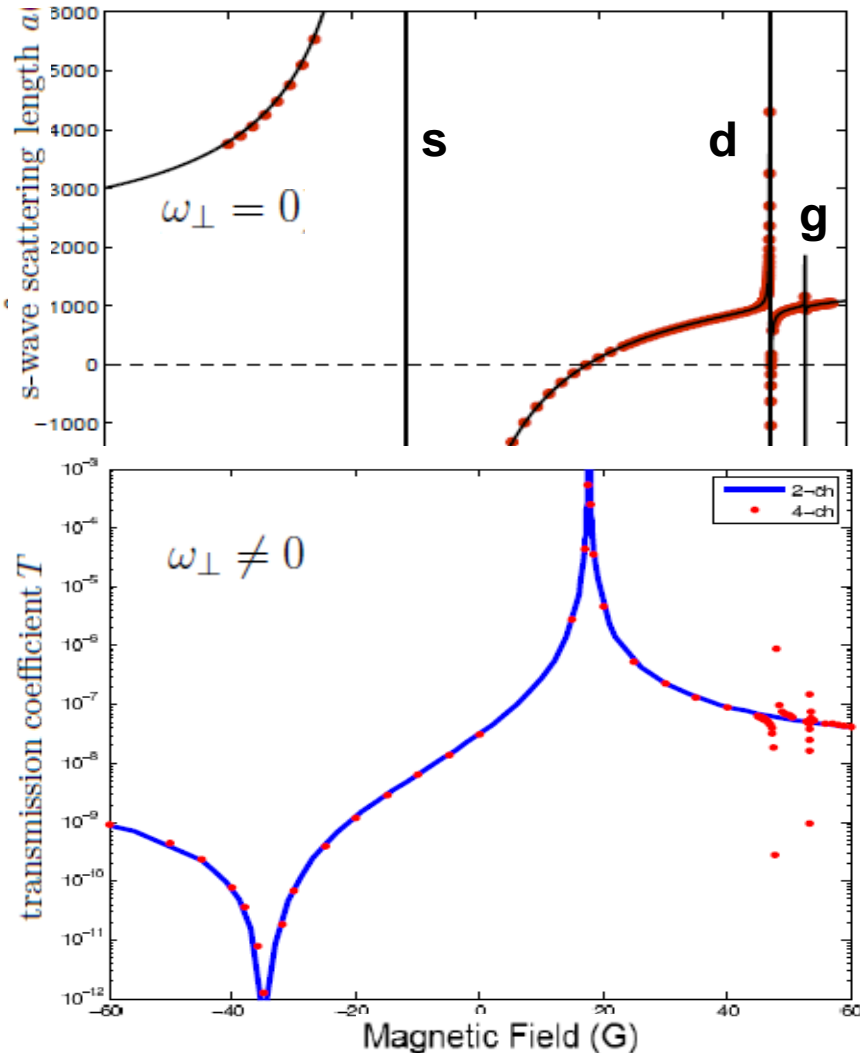 s-wave scattering length a
6000
5000
4000
3000
2000
1000
0
−1000
ω⊥ = 0
s
d
g
transmission coefficient T
10⁻³
10⁻⁴
10⁻⁵
10⁻⁶
10⁻⁷
10⁻⁸
10⁻⁹
10⁻¹⁰
10⁻¹¹
10⁻¹²
ω⊥ ≠ 0
2-ch
4-ch
−60 −40 −20 0 20 40 60
Magnetic Field (G)